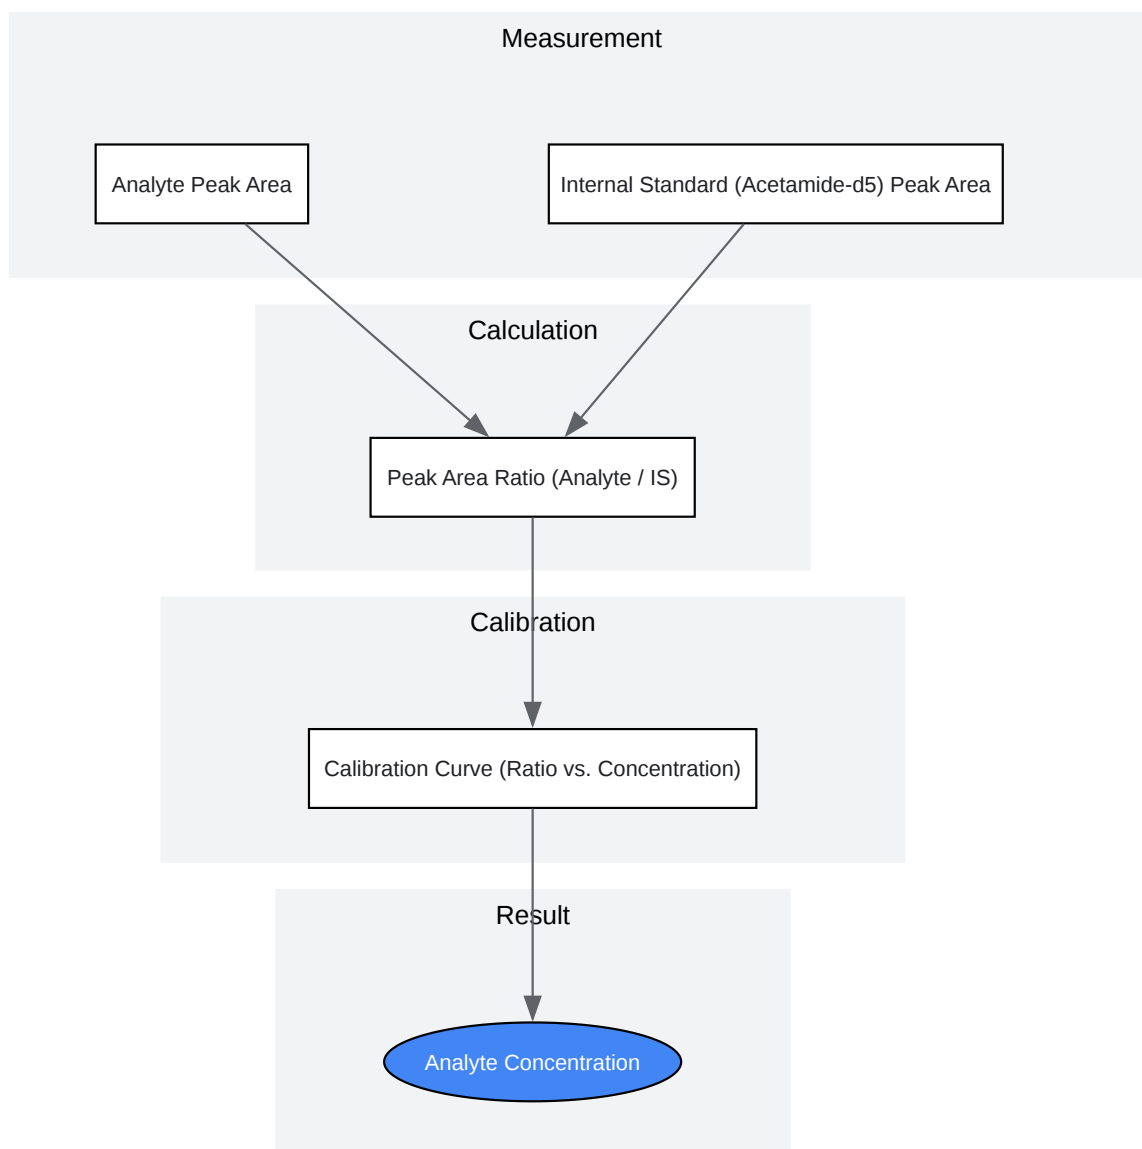 Measurement
Analyte Peak Area
Internal Standard (Acetamide-d5) Peak Area
Calculation
Peak Area Ratio (Analyte / IS)
Calibration
Calibration Curve (Ratio vs. Concentration)
Result
Analyte Concentration